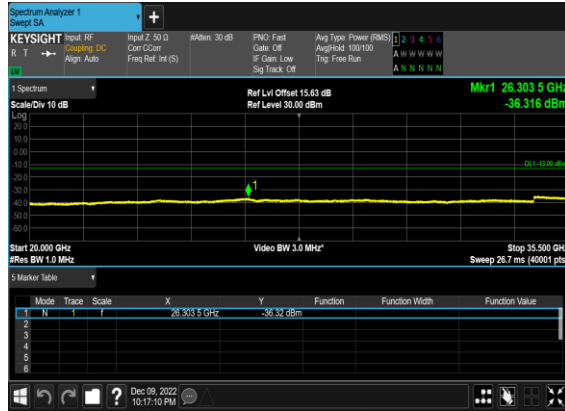 Spectrum Analyzer 1
Swept SA
+
KEYSIGHT Input: RF Input Z: 50 Ω #Atten: 30 dB PNO: Fast Avg Type: Power (RMS) 1 2 3 4 5 6
R T Coupling: DC Corr CCorr Gate: Off Avg|Hold: 100/100 A W W W W W
Align: Auto Freq Ref: Int (S) IF Gain: Low Trig: Free Run
Sig Track: Off A N N N N N
1 Spectrum
Ref Lvl Offset 15.63 dB Mkr1 26.303 5 GHz
Scale/Div 10 dB Ref Level 30.00 dBm -36.316 dBm
Log
20.0
10.0
0.00
-10.0
DL1 -13.00 dBm
-20.0
1
-30.0
-40.0
-50.0
-60.0
Start 20.000 GHz Video BW 3.0 MHz* Stop 35.500 GHz
#Res BW 1.0 MHz Sweep 26.7 ms (40001 pts)
5 Marker Table
Mode Trace Scale X Y Function Function Width Function Value
1 N 1 f 26.303 5 GHz -36.32 dBm
2
3
4
5
6
? Dec 09, 2022
10:17:10 PM